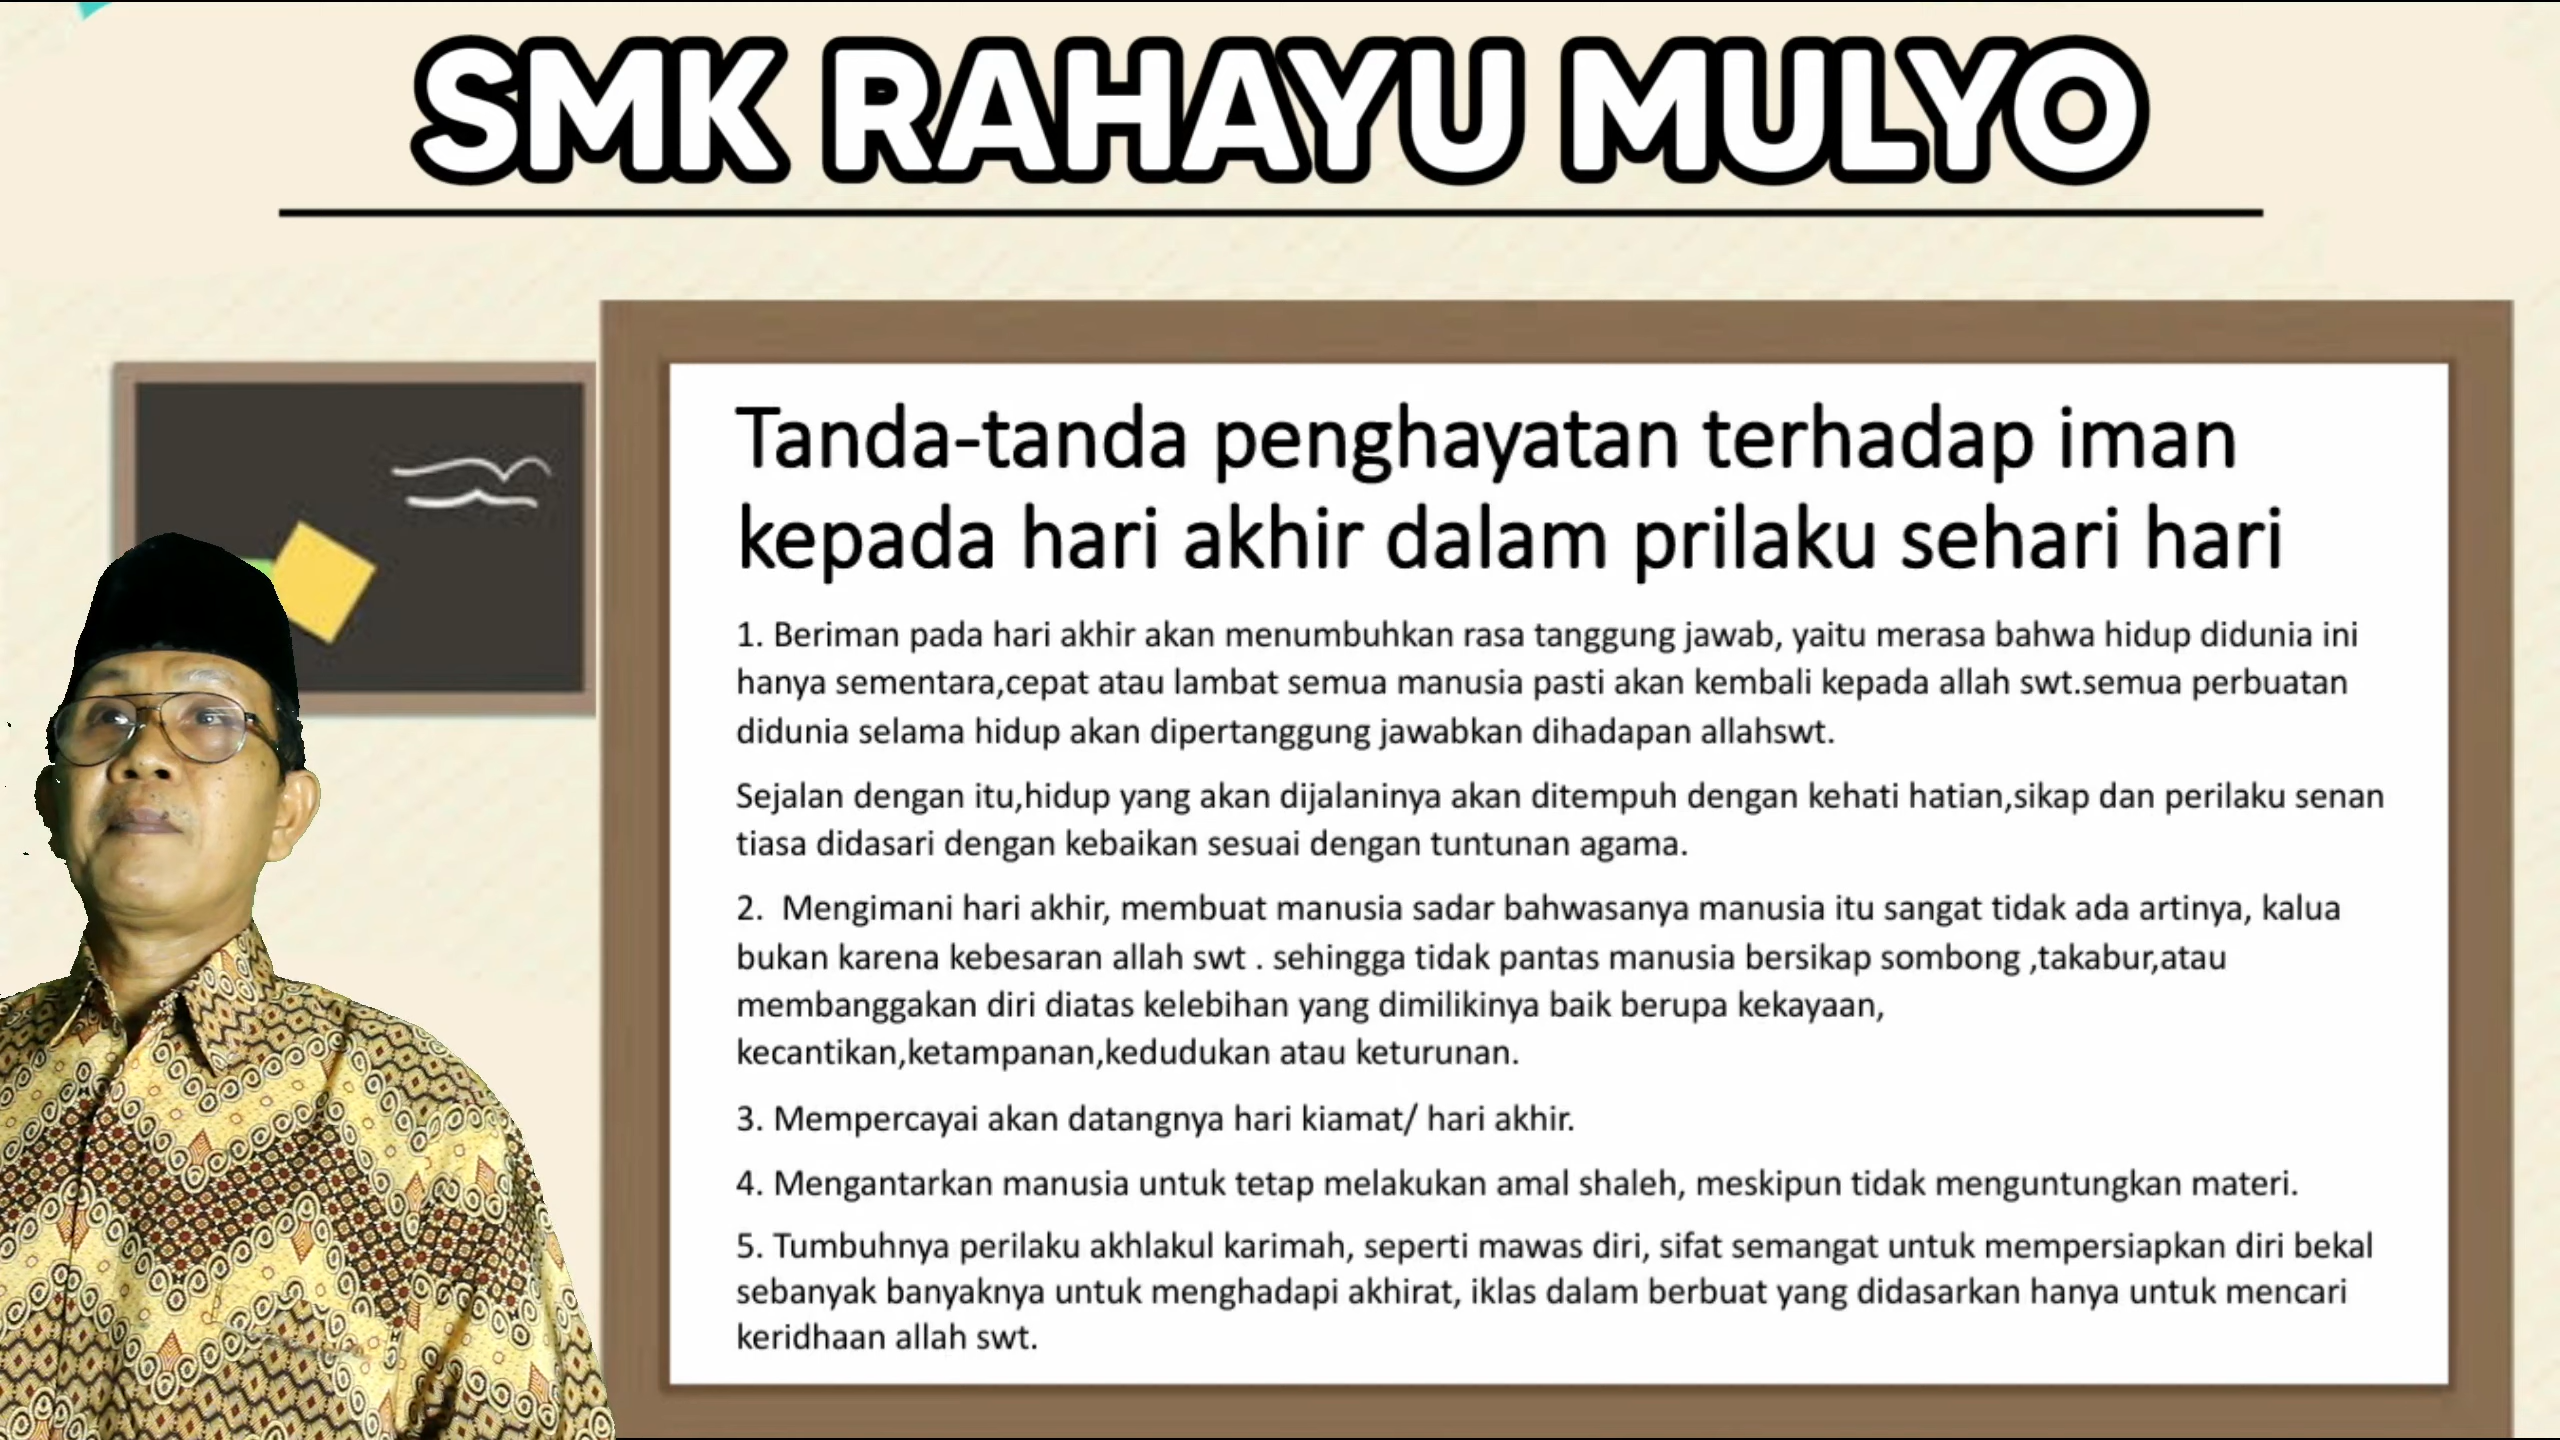 SMK RAHAYU MULYO
Tanda-tanda penghayatan terhadap iman
kepada hari akhir dalam prilaku sehari hari
1. Beriman pada hari akhir akan menumbuhkan rasa tanggung jawab, yaitu merasa bahwa hidup didunia ini
hanya sementara,cepat atau lambat semua manusia pasti akan kembali kepada allah swt.semua perbuatan
didunia selama hidup akan dipertanggung jawabkan dihadapan allahswt.
Sejalan dengan itu,hidup yang akan dijalaninya akan ditempuh dengan kehati hatian,sikap dan perilaku senan
tiasa didasari dengan kebaikan sesuai dengan tuntunan agama.
2.  Mengimani hari akhir, membuat manusia sadar bahwasanya manusia itu sangat tidak ada artinya, kalua
bukan karena kebesaran allah swt . sehingga tidak pantas manusia bersikap sombong ,takabur,atau
membanggakan diri diatas kelebihan yang dimilikinya baik berupa kekayaan,
kecantikan,ketampanan,kedudukan atau keturunan.
3. Mempercayai akan datangnya hari kiamat/ hari akhir.
4. Mengantarkan manusia untuk tetap melakukan amal shaleh, meskipun tidak menguntungkan materi.
5. Tumbuhnya perilaku akhlakul karimah, seperti mawas diri, sifat semangat untuk mempersiapkan diri bekal
sebanyak banyaknya untuk menghadapi akhirat, iklas dalam berbuat yang didasarkan hanya untuk mencari
keridhaan allah swt.